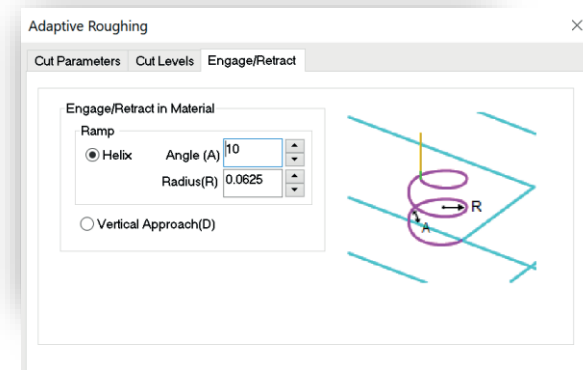 Adaptive Roughing
Cut Parameters Cut Levels Engage/Retract
Engage/Retract in Material
Ramp
Helix Angle (A) 10
Radius(R) 0.0625
Vertical Approach(D)
R
A